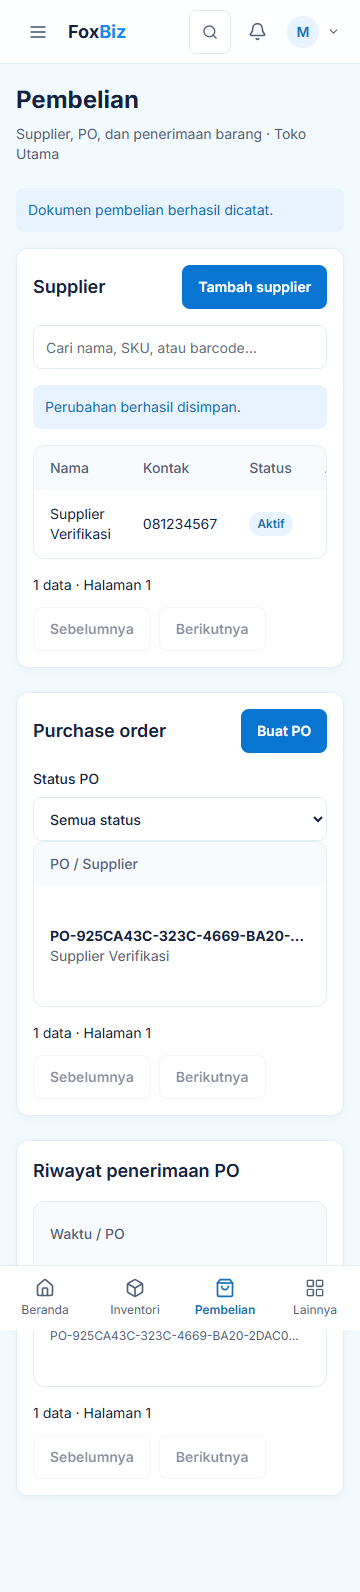 FoxBiz
M
Pembelian
Supplier, PO, dan penerimaan barang · Toko
Utama
Dokumen pembelian berhasil dicatat.
Supplier
Tambah supplier
Cari nama, SKU, atau barcode...
Perubahan berhasil disimpan.
Nama Kontak Status
Supplier
Verifikasi
081234567 Aktif
1 data · Halaman 1
Sebelumnya Berikutnya
Purchase order
Buat PO
Status PO
Semua status
PO / Supplier
PO-925CA43C-323C-4669-BA20-...
Supplier Verifikasi
1 data · Halaman 1
Sebelumnya Berikutnya
Riwayat penerimaan PO
Waktu / PO
Beranda Inventori Pembelian Lainnya
PO-925CA43C-323C-4669-BA20-2DAC0...
1 data · Halaman 1
Sebelumnya Berikutnya